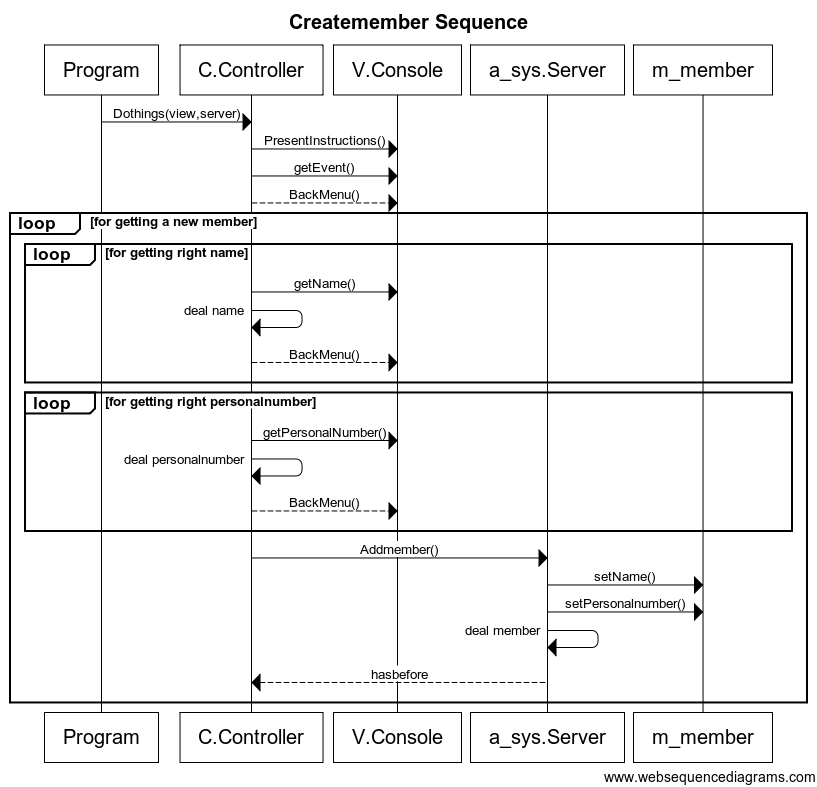 Createmember Sequence
Program C.Controller V.Console a_sys.Server m_member
Dothings(view,server)
PresentInstructions()
getEvent()
BackMenu()
loop [for getting a new member]
loop [for getting right name]
getName()
deal name
BackMenu()
loop [for getting right personalnumber]
getPersonalNumber()
deal personalnumber
BackMenu()
Addmember()
setName()
setPersonalnumber()
deal member
hasbefore
Program C.Controller V.Console a_sys.Server m_member
www.websequencediagrams.com